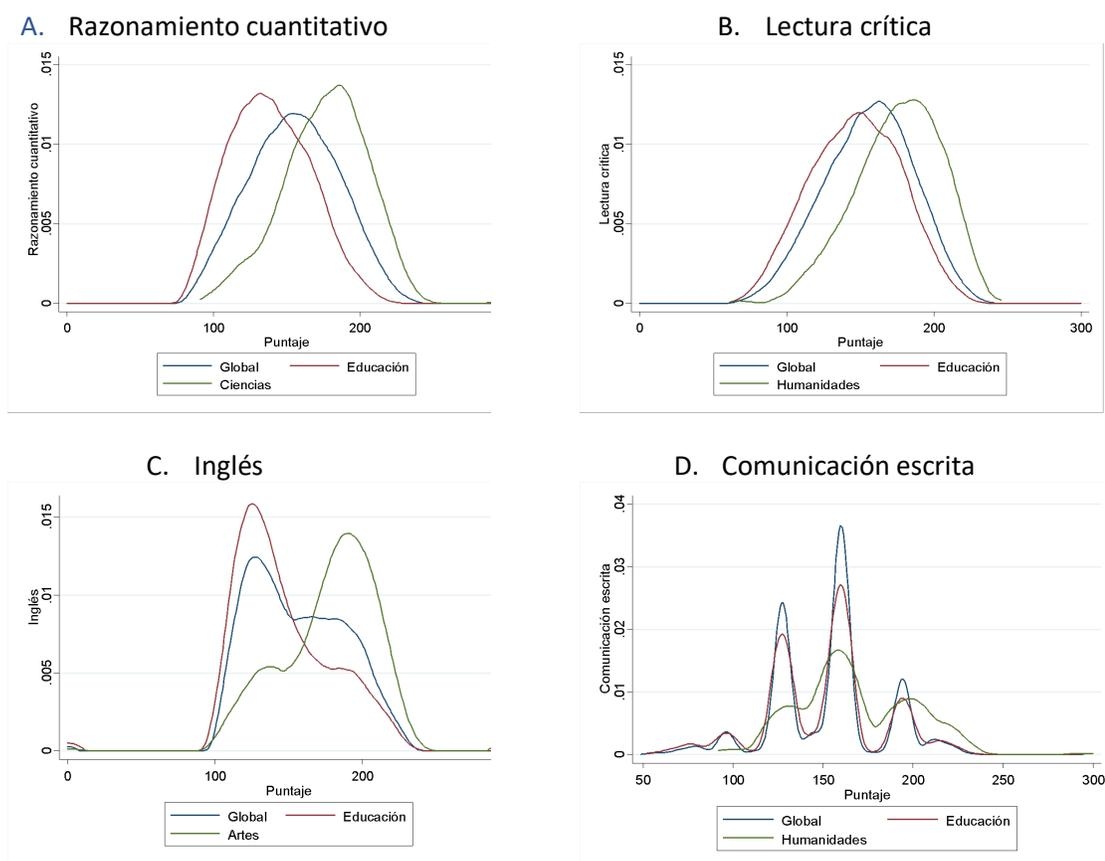 A. Razonamiento cuantitativo
Razonamiento cuantitativo
.015
.01
.005
0
0 100 200
Puntaje
Global Educación
Ciencias
B. Lectura crítica
Lectura crítica
.015
.01
.005
0
0 100 200 300
Puntaje
Global Educación
Humanidades
C. Inglés
Inglés
.015
.01
.005
0
0 100 200
Puntaje
Global Educación
Artes
D. Comunicación escrita
Comunicación escrita
.04
.03
.02
.01
0
50 100 150 200 250 300
Puntaje
Global Educación
Humanidades